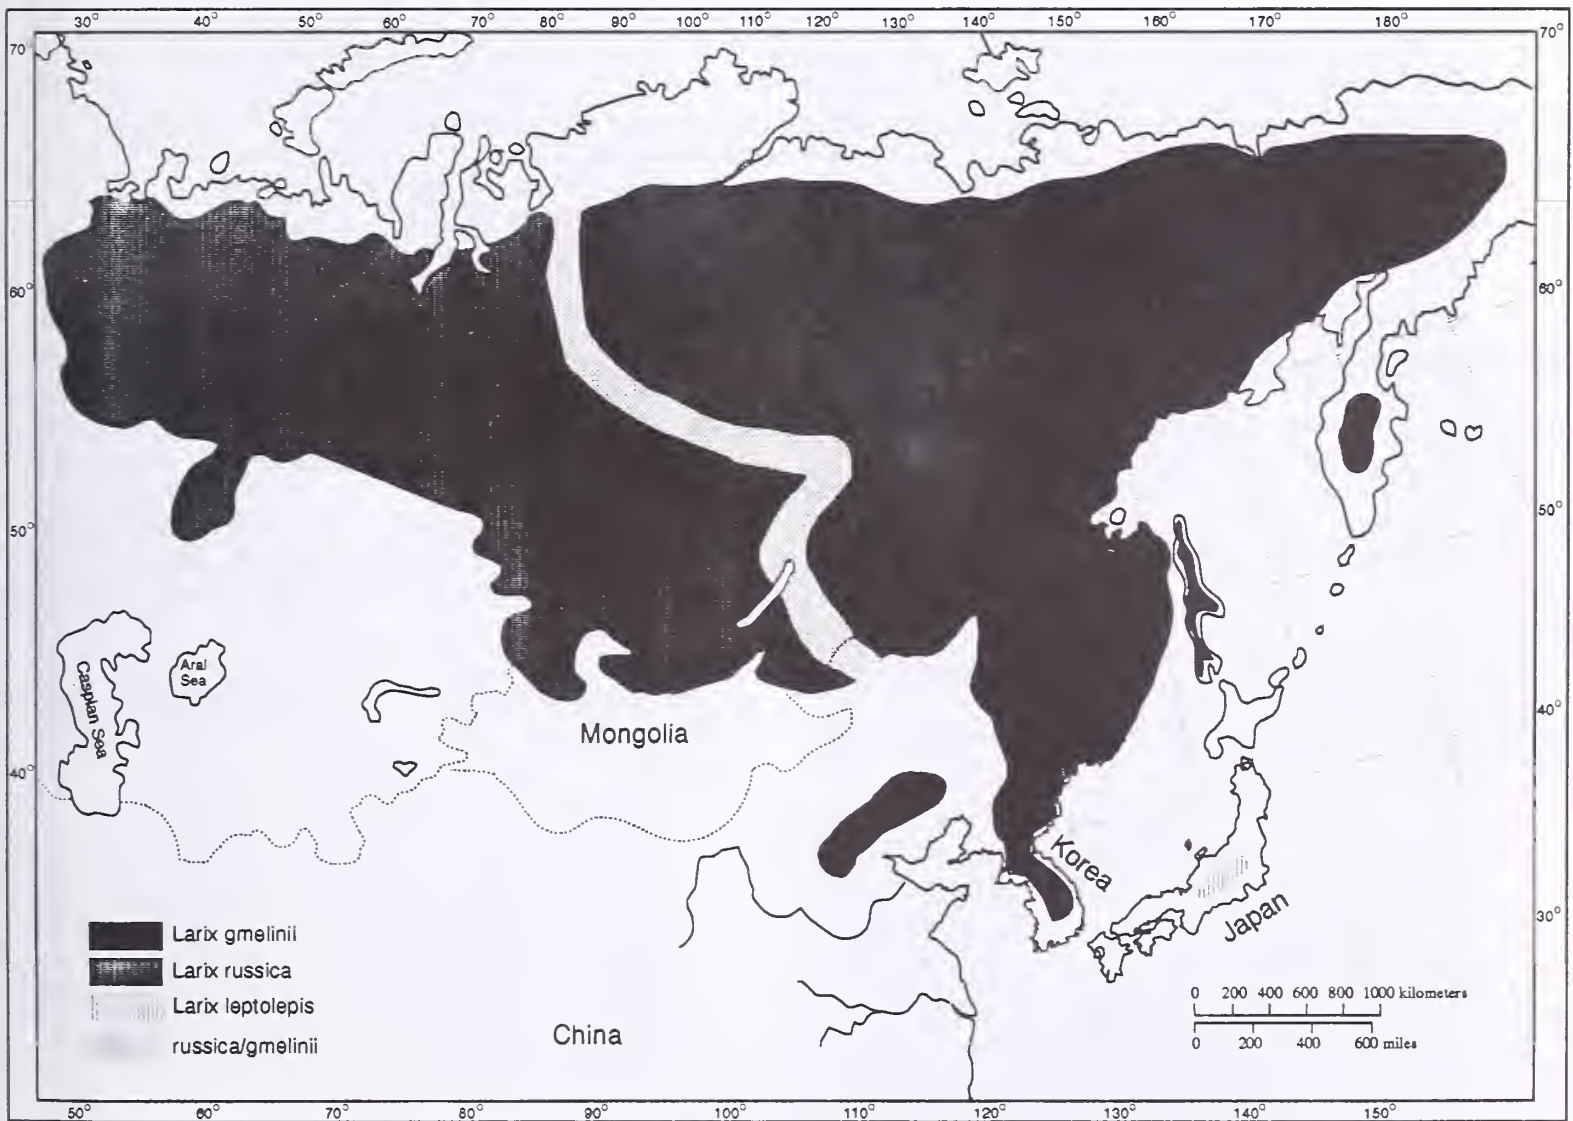 30° 40° 50° 60° 70° 80° 90° 100° 110° 120° 130° 140° 150° 160° 170° 180°
70 70°
60° 60°
50° 50°
Aral
Sea
Caspian Sea
40°
Mongolia
40°
Korea
Japan
30°
Larix gmelinii
Larix russica
Larix leptolepis
russica/gmelinii
China
0 200 400 600 800 1000 kilometers
0 200 400 600 miles
50° 60° 70° 80° 90° 100° 110° 120° 130° 140° 150°